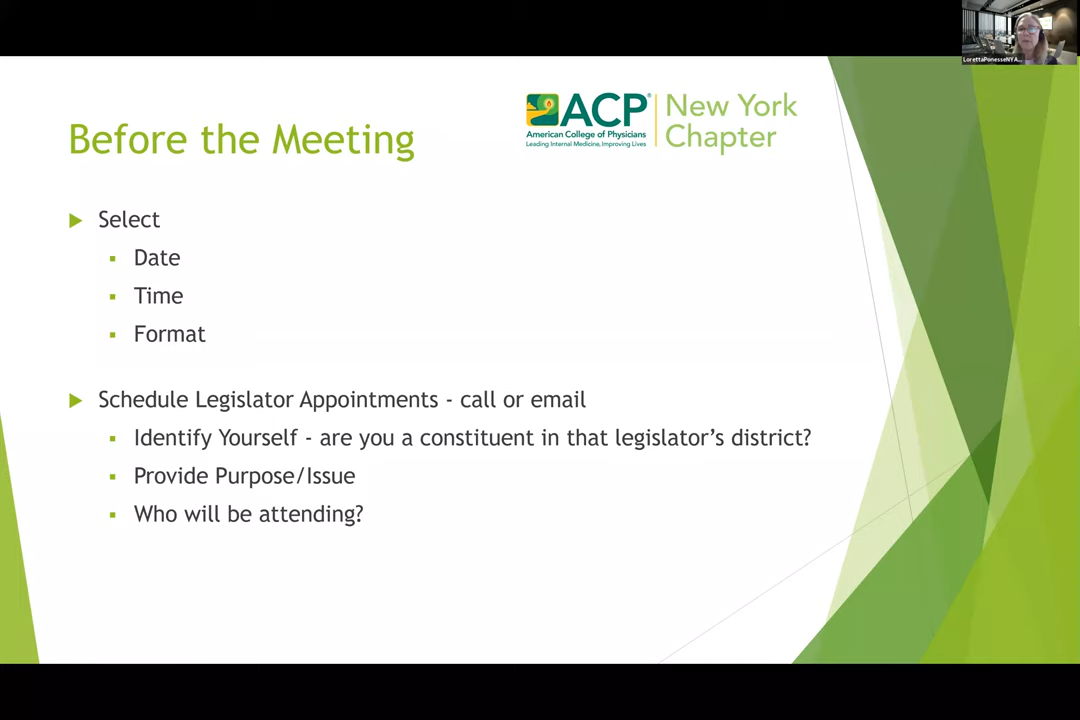 LorettaPonesseNYA...
Before the Meeting
ACP®
American College of Physicians
Leading Internal Medicine, Improving Lives
New York
Chapter
Select
Date
Time
Format
Schedule Legislator Appointments - call or email
Identify Yourself - are you a constituent in that legislator's district?
Provide Purpose/Issue
Who will be attending?